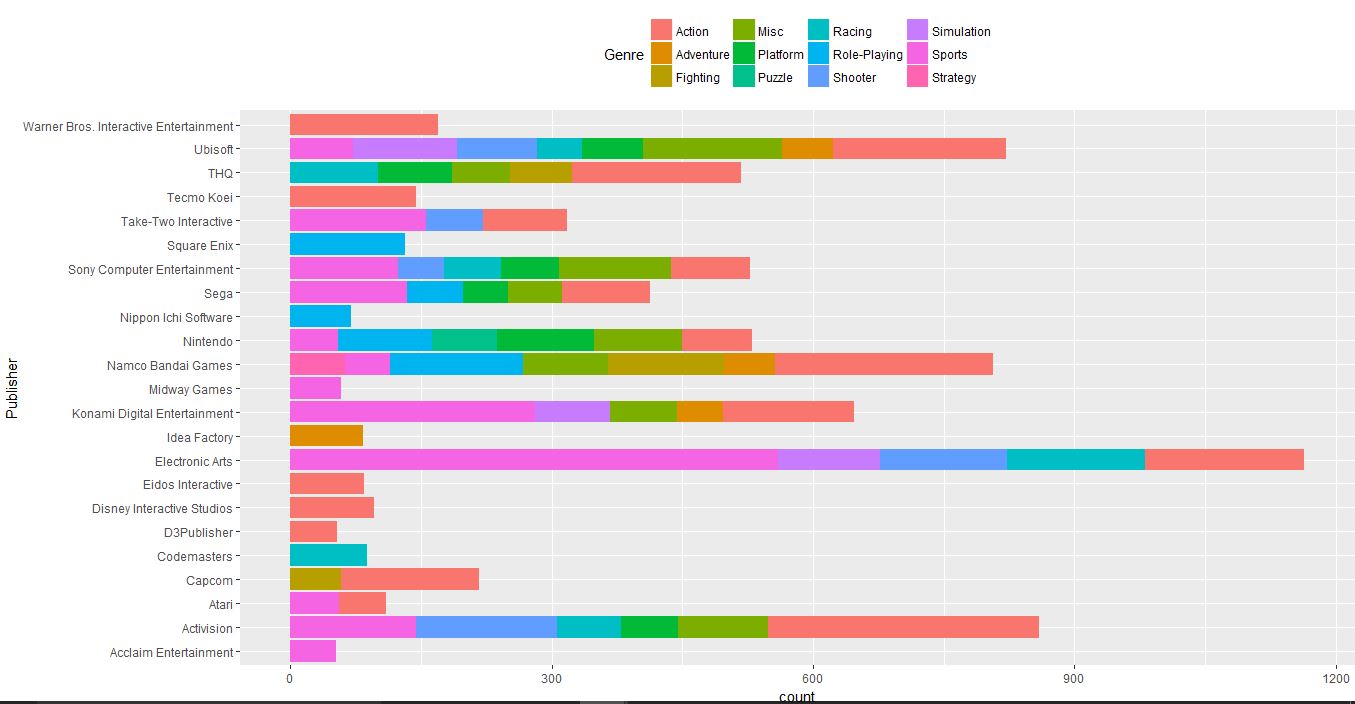 Action Misc Racing Simulation
Genre Adventure Platform Role-Playing Sports
Fighting Puzzle Shooter Strategy
Warner Bros. Interactive Entertainment
Ubisoft
THQ
Tecmo Koei
Take-Two Interactive
Square Enix
Sony Computer Entertainment
Sega
Nippon Ichi Software
Nintendo
Namco Bandai Games
Midway Games
Konami Digital Entertainment
Idea Factory
Electronic Arts
Eidos Interactive
Disney Interactive Studios
D3Publisher
Codemasters
Capcom
Atari
Activision
Acclaim Entertainment
Publisher
0 300 600 900 1200
count